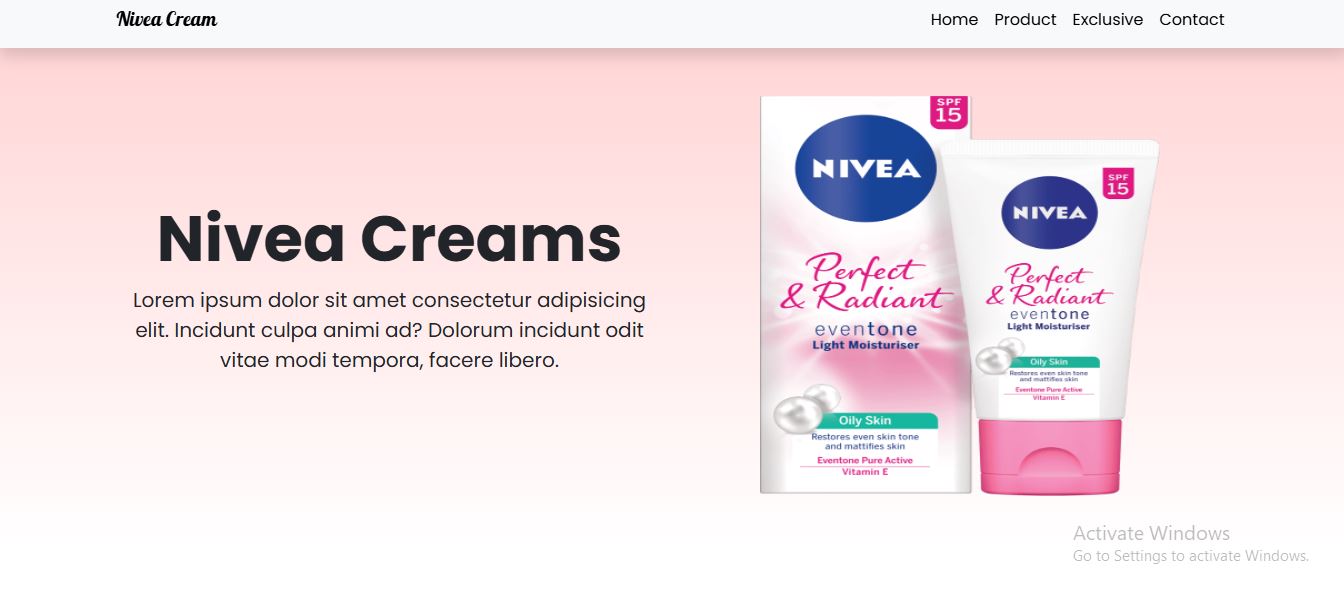 Nivea Cream
Home Product Exclusive Contact
Nivea Creams
Lorem ipsum dolor sit amet consectetur adipisicing
elit. Incidunt culpa animi ad? Dolorum incidunt odit
vitae modi tempora, facere libero.
SPF
15
NIVEA
Perfect
& Radiant
eventone
Light Moisturiser
Oily Skin
Restores even skin tone
and mattifies skin
Eventone Pure Active
Vitamin E
SPF
15
NIVEA
Perfect
& Radiant
eventone
Light Moisturiser
Oily Skin
Restores even skin tone
and mattifies skin
Eventone Pure Active
Vitamin E
Activate Windows
Go to Settings to activate Windows.